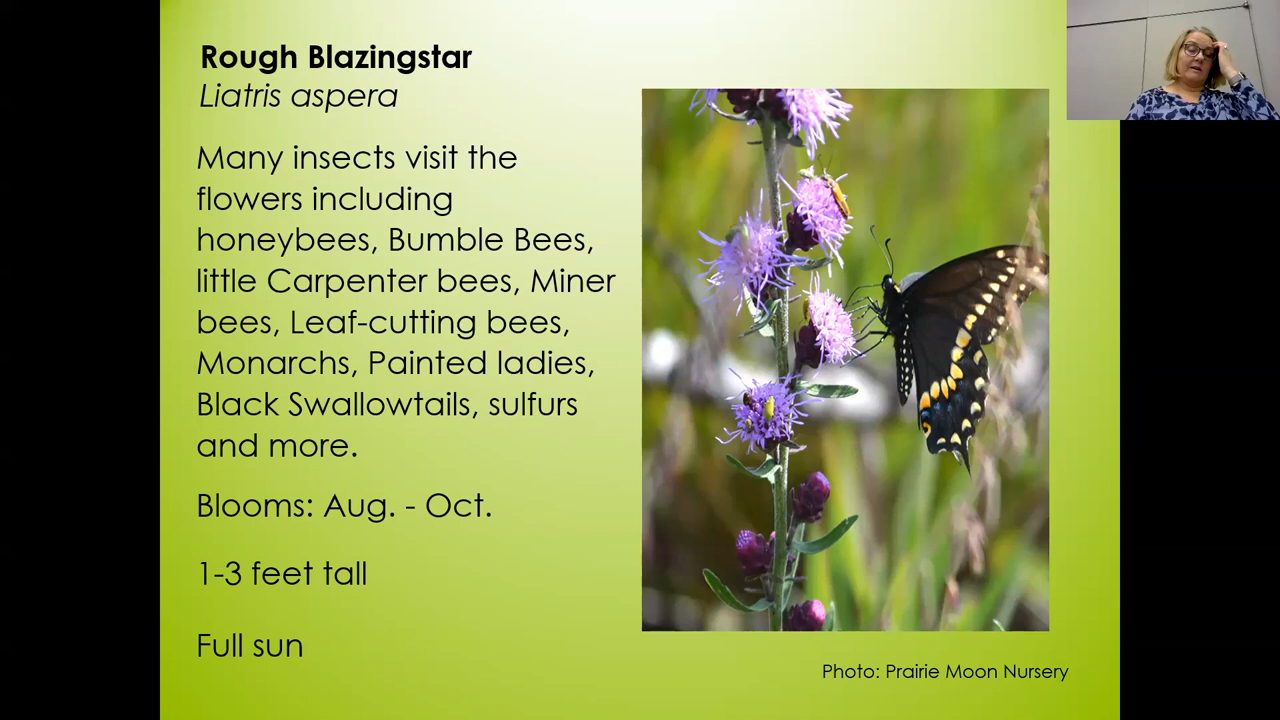 Rough Blazingstar
Liatris aspera
Many insects visit the
flowers including
honeybees, Bumble Bees,
little Carpenter bees, Miner
bees, Leaf-cutting bees,
Monarchs, Painted ladies,
Black Swallowtails, sulfurs
and more.
Blooms: Aug. - Oct.
1-3 feet tall
Full sun
Photo: Prairie Moon Nursery